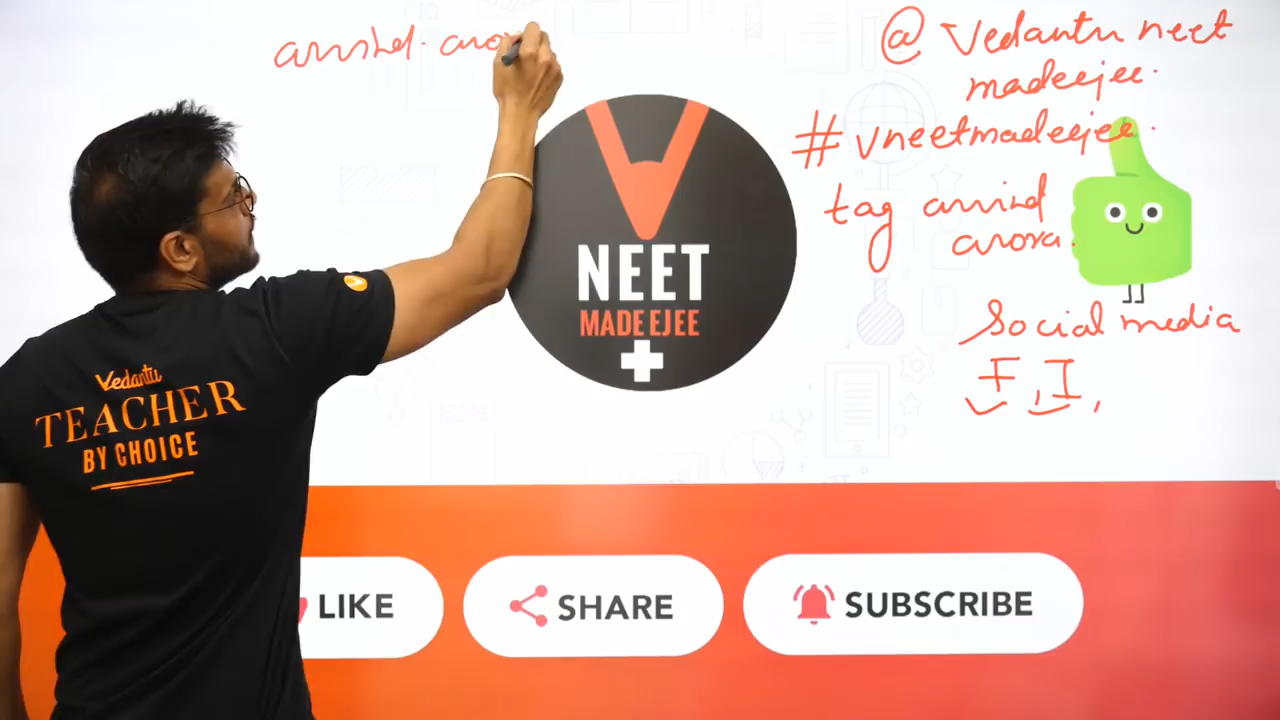 arvind. arora
@ Vedantu neet
madeejee.
# vneetmadeejee.
tag arvind
arora.
Social media
F, I,
NEET
MADE EJEE
Vedantu
TEACHER
BY CHOICE
LIKE
SHARE
SUBSCRIBE